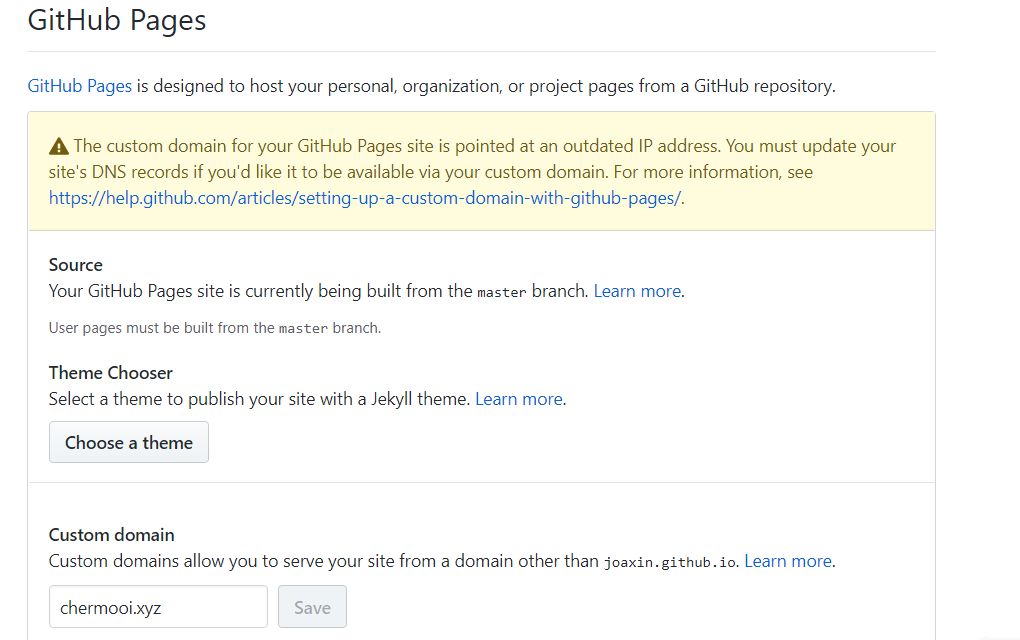 GitHub Pages
GitHub Pages is designed to host your personal, organization, or project pages from a GitHub repository.
The custom domain for your GitHub Pages site is pointed at an outdated IP address. You must update your
site's DNS records if you'd like it to be available via your custom domain. For more information, see
https://help.github.com/articles/setting-up-a-custom-domain-with-github-pages/.
Source
Your GitHub Pages site is currently being built from the master branch. Learn more.
User pages must be built from the master branch.
Theme Chooser
Select a theme to publish your site with a Jekyll theme. Learn more.
Choose a theme
Custom domain
Custom domains allow you to serve your site from a domain other than joaxin.github.io. Learn more.
chermooi.xyz Save